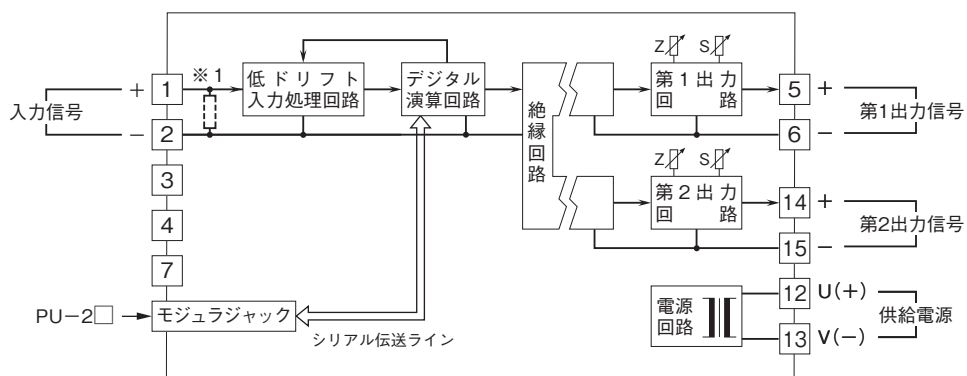 入力信号
+
−
1
2
3
4
7
※1
低ドリフト
入力処理回路
デジタル
演算回路
絶縁回路
Z
S
第1出力
回路
5
+
6
−
第1出力信号
Z
S
第2出力
回路
14
+
15
−
第2出力信号
PU−2□
モジュラジャック
シリアル伝送ライン
電源
回路
12
U(+)
13
V(−)
供給電源